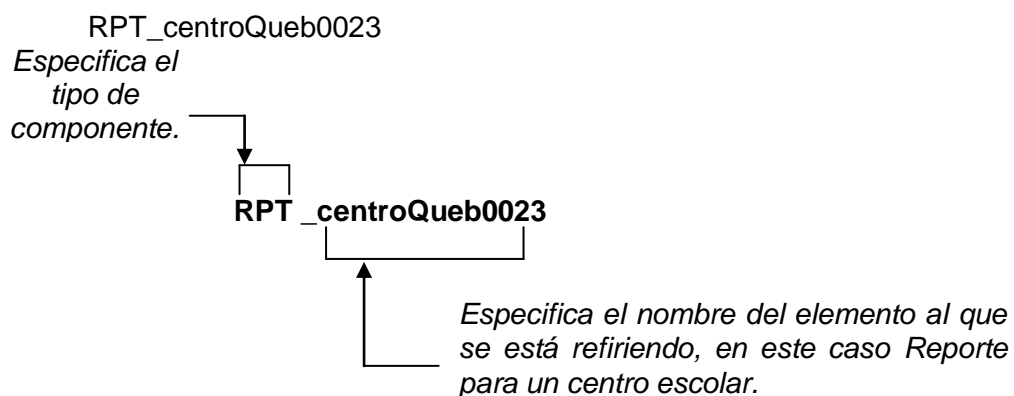 RPT_centroQueb0023
Especifica el
tipo de
componente.
RPT _centroQueb0023
Especifica el nombre del elemento al que
se está refiriendo, en este caso Reporte
para un centro escolar.